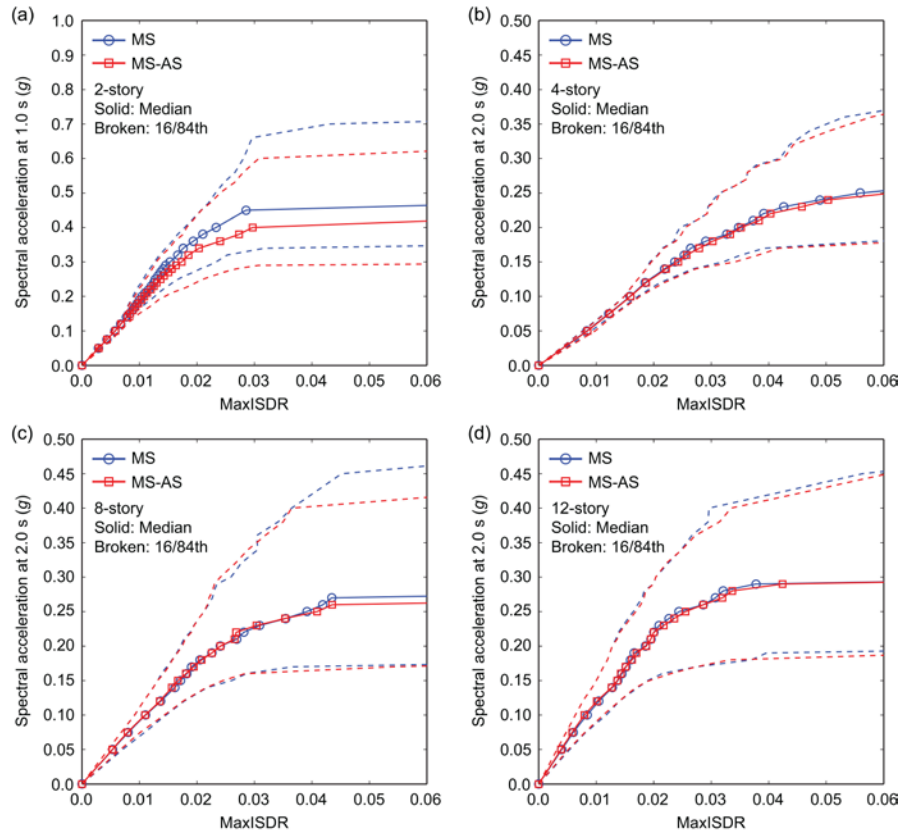 (a)
1.0
0.9
0.8
0.7
0.6
0.5
0.4
0.3
0.2
0.1
0.0
Spectral acceleration at 1.0 s (g)
MS
MS-AS
2-story
Solid: Median
Broken: 16/84th
0.0 0.01 0.02 0.03 0.04 0.05 0.06
MaxISDR
(b)
0.50
0.45
0.40
0.35
0.30
0.25
0.20
0.15
0.10
0.05
0.0
Spectral acceleration at 2.0 s (g)
MS
MS-AS
4-story
Solid: Median
Broken: 16/84th
0.0 0.01 0.02 0.03 0.04 0.05 0.06
MaxISDR
(c)
0.50
0.45
0.40
0.35
0.30
0.25
0.20
0.15
0.10
0.05
0.0
Spectral acceleration at 2.0 s (g)
MS
MS-AS
8-story
Solid: Median
Broken: 16/84th
0.0 0.01 0.02 0.03 0.04 0.05 0.06
MaxISDR
(d)
0.50
0.45
0.40
0.35
0.30
0.25
0.20
0.15
0.10
0.05
0.0
Spectral acceleration at 2.0 s (g)
MS
MS-AS
12-story
Solid: Median
Broken: 16/84th
0.0 0.01 0.02 0.03 0.04 0.05 0.06
MaxISDR